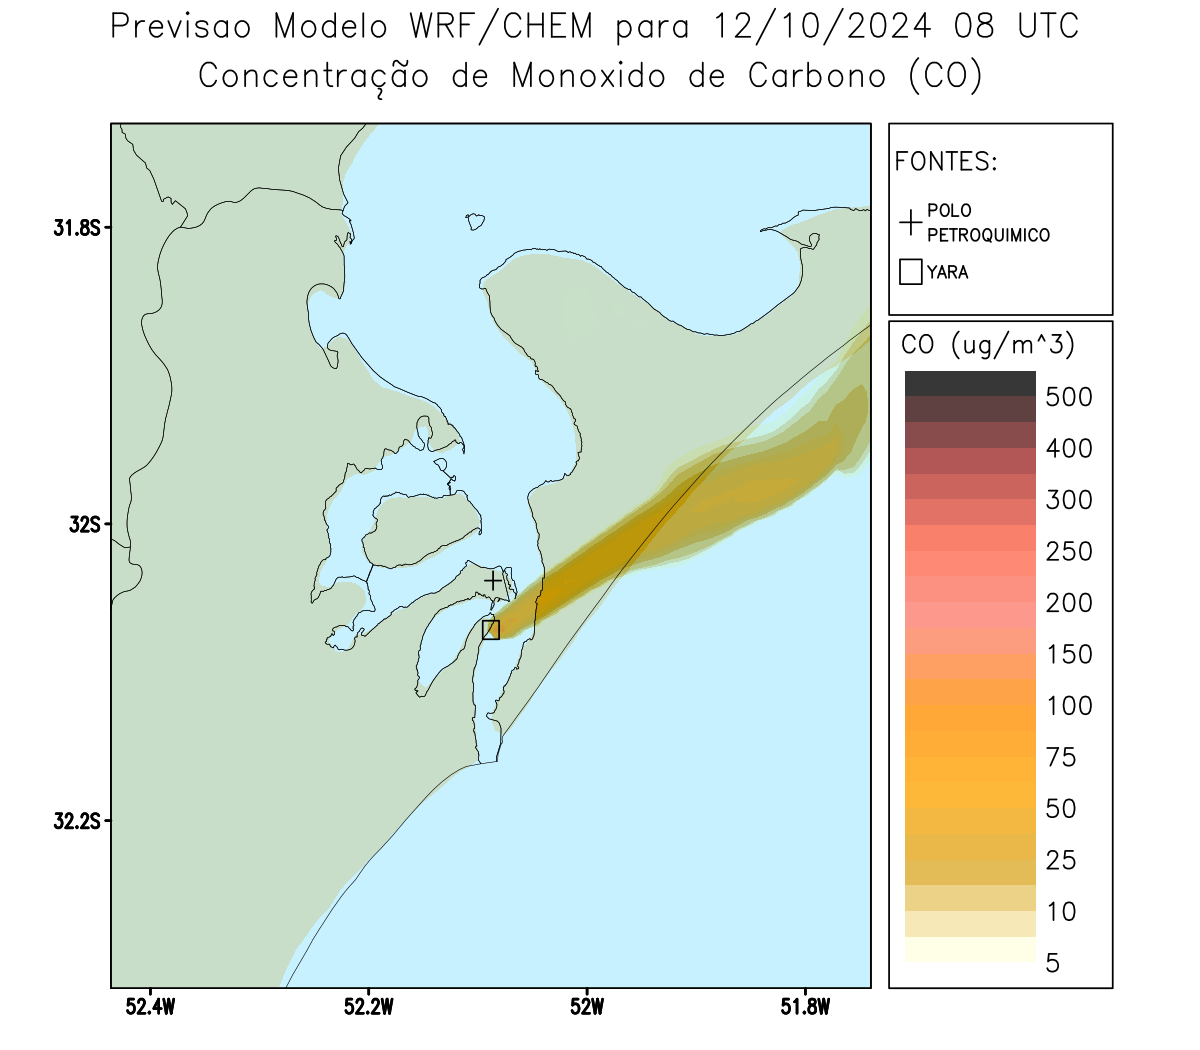 Previsao Modelo WRF/CHEM para 12/10/2024 08 UTC
Concentração de Monoxido de Carbono (CO)
FONTES:
POLO
PETROQUIMICO
YARA
CO (ug/m^3)
500
400
300
250
200
150
100
75
50
25
10
5
31.8S
32S
32.2S
52.4W
52.2W
52W
51.8W